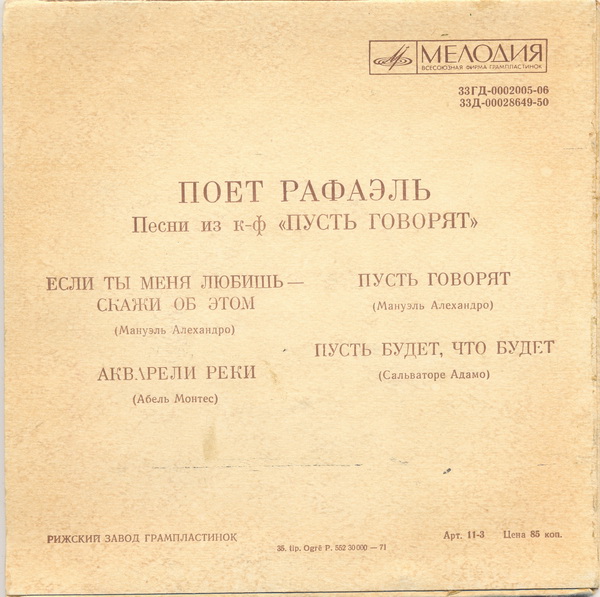 МЕЛОДИЯ
ВСЕСОЮЗНАЯ ФИРМА ГРАМПЛАСТИНОК
33ГД-0002005-06
33Д-00028649-50
ПОЕТ РАФАЭЛЬ
Песни из к-ф «ПУСТЬ ГОВОРЯТ»
ЕСЛИ ТЫ МЕНЯ ЛЮБИШЬ —
СКАЖИ ОБ ЭТОМ
(Мануэль Алехандро)
АКВАРЕЛИ РЕКИ
(Абель Монтес)
ПУСТЬ ГОВОРЯТ
(Мануэль Алехандро)
ПУСТЬ БУДЕТ, ЧТО БУДЕТ
(Сальваторе Адамо)
РИЖСКИЙ ЗАВОД ГРАМПЛАСТИНОК
35. tip. Ogrē P. 552 30000 — 71
Арт. 11-3 Цена 85 коп.